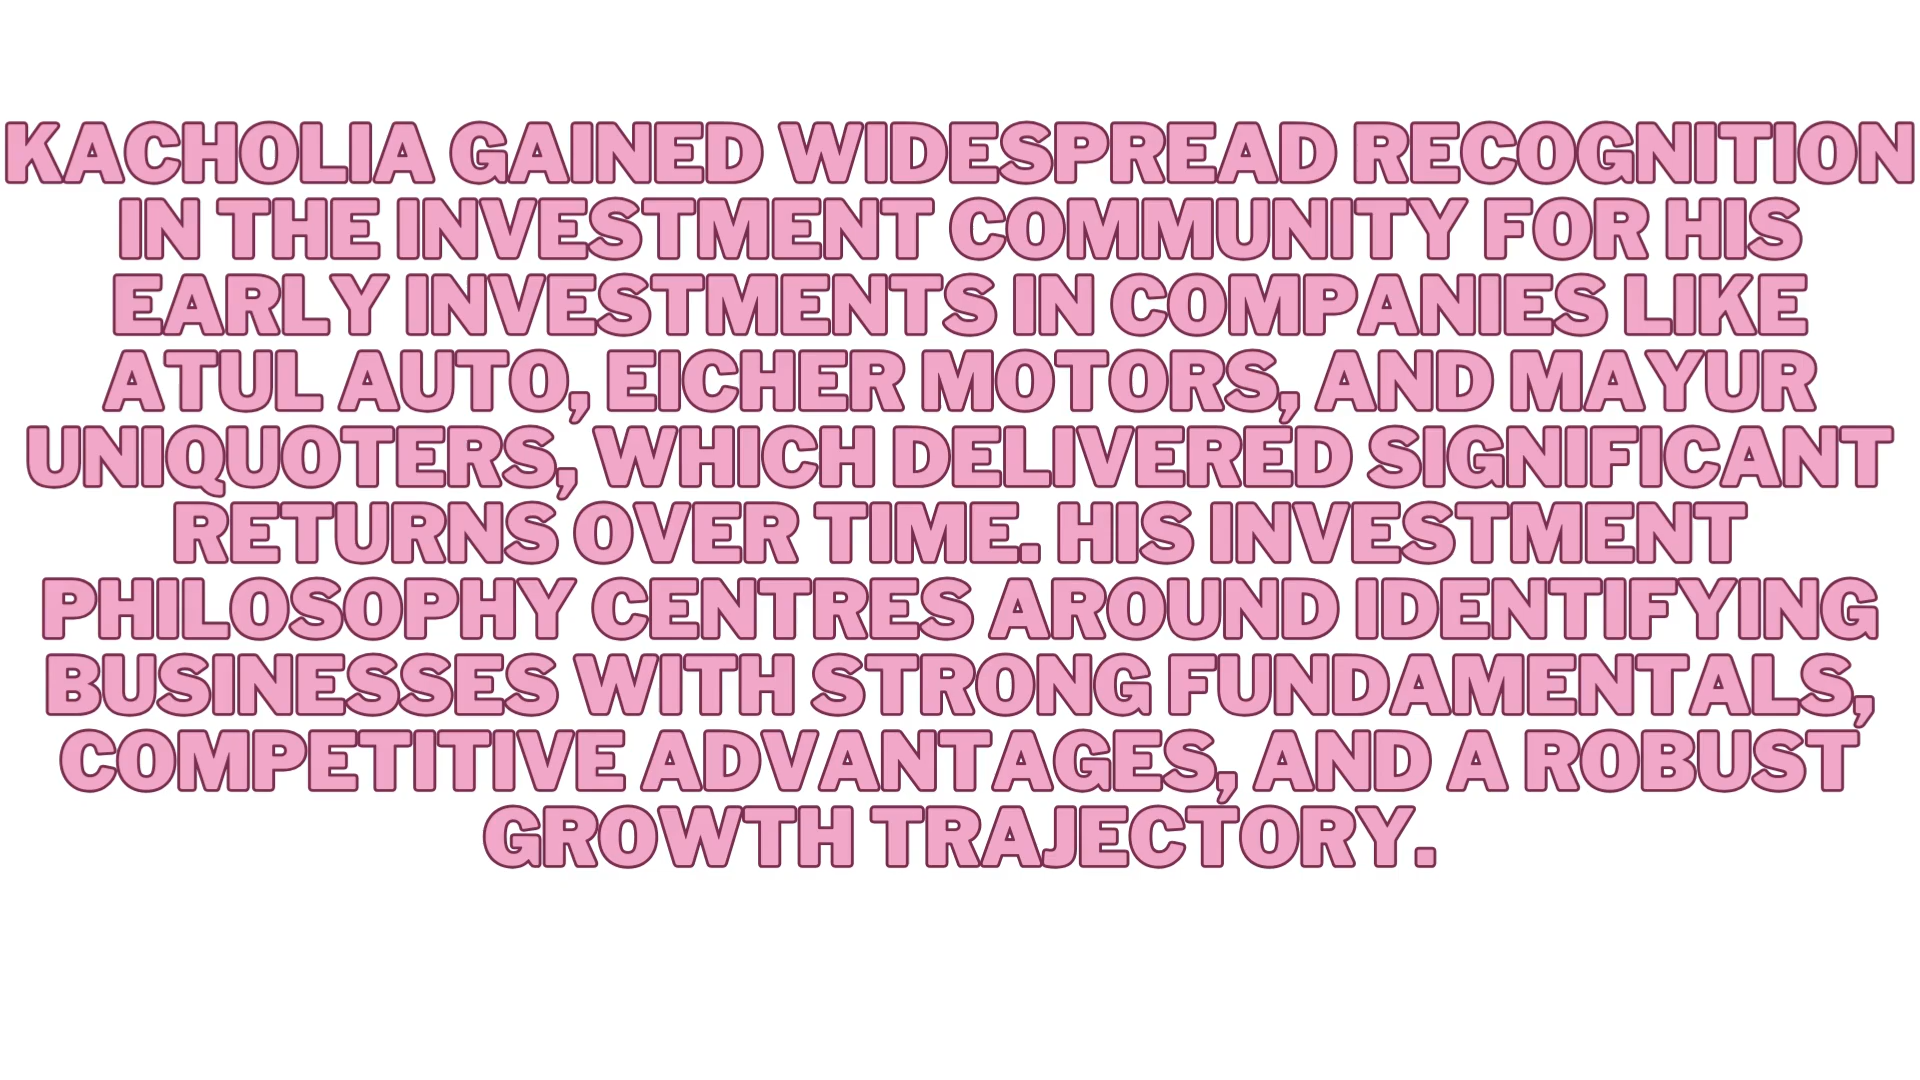 KACHOLIA GAINED WIDESPREAD RECOGNITION
IN THE INVESTMENT COMMUNITY FOR HIS
EARLY INVESTMENTS IN COMPANIES LIKE
ATUL AUTO, EICHER MOTORS, AND MAYUR
UNIQUOTERS, WHICH DELIVERED SIGNIFICANT
RETURNS OVER TIME. HIS INVESTMENT
PHILOSOPHY CENTRES AROUND IDENTIFYING
BUSINESSES WITH STRONG FUNDAMENTALS,
COMPETITIVE ADVANTAGES, AND A ROBUST
GROWTH TRAJECTORY.